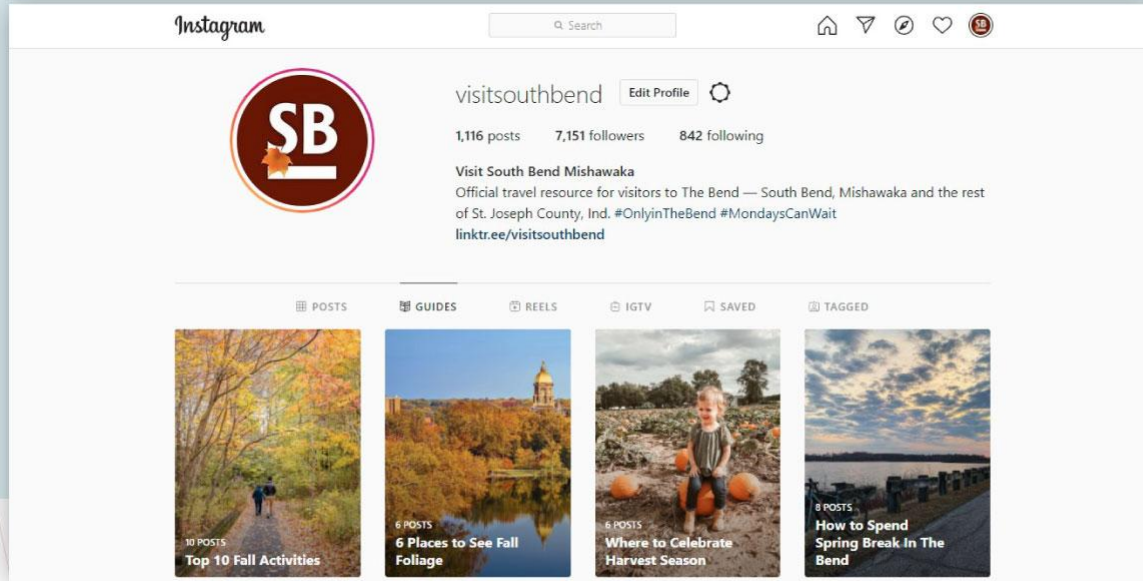 Instagram
Search
SB
visitsouthbend Edit Profile
1,116 posts 7,151 followers 842 following
Visit South Bend Mishawaka
Official travel resource for visitors to The Bend — South Bend, Mishawaka and the rest
of St. Joseph County, Ind. #OnlyinTheBend #MondaysCanWait
linktr.ee/visitsouthbend
POSTS GUIDES REELS IGTV SAVED TAGGED
10 POSTS
Top 10 Fall Activities
6 POSTS
6 Places to See Fall
Foliage
6 POSTS
Where to Celebrate
Harvest Season
8 POSTS
How to Spend
Spring Break In The
Bend